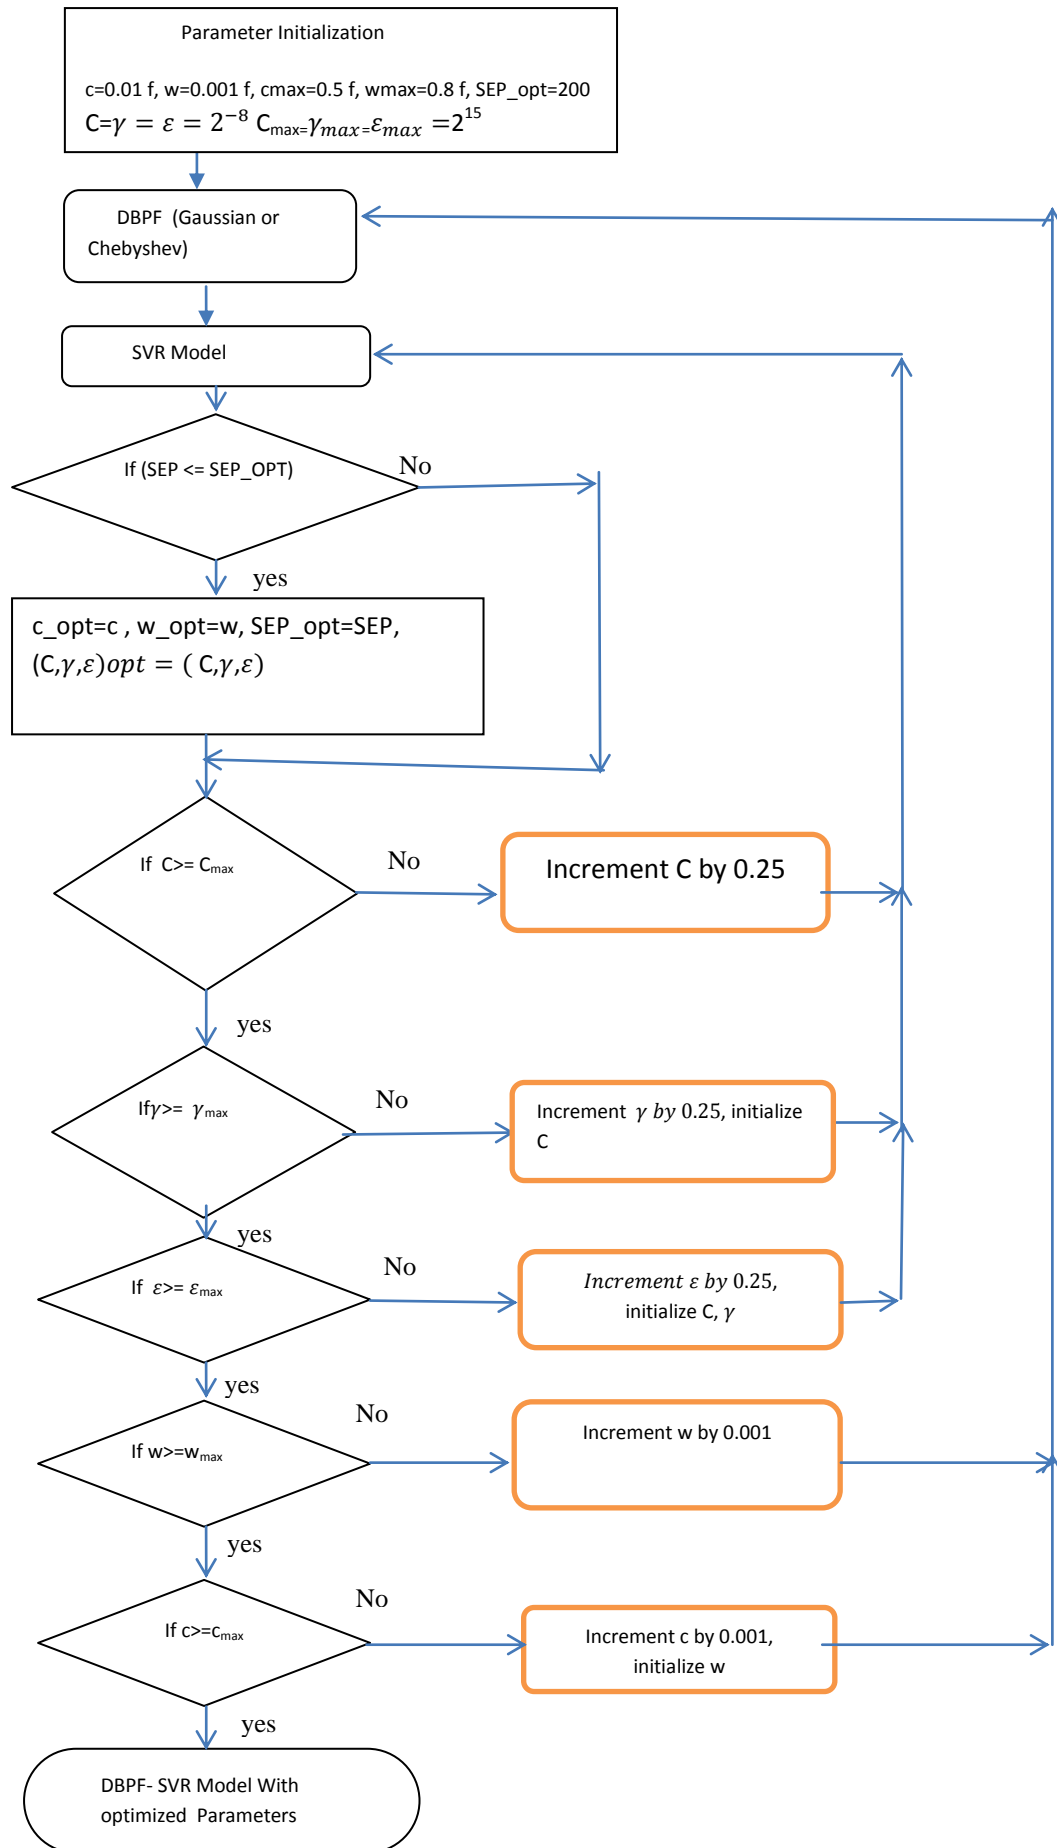 Parameter Initialization
c=0.01 f, w=0.001 f, cmax=0.5 f, wmax=0.8 f, SEP_opt=200
C=𝛾 = 𝜀 = 2⁻⁸ Cmax=𝛾𝑚𝑎𝑥=𝜀𝑚𝑎𝑥 =2¹⁵
DBPF (Gaussian or
Chebyshev)
SVR Model
If (SEP <= SEP_OPT)
No
yes
c_opt=c , w_opt=w, SEP_opt=SEP,
(C,𝛾,𝜀)𝑜𝑝𝑡 = ( C,𝛾,𝜀)
If C>= Cmax
No
Increment C by 0.25
yes
If𝛾>= 𝛾max
No
Increment 𝛾 𝑏𝑦 0.25, initialize
C
yes
If 𝜀>= 𝜀max
No
𝐼𝑛𝑐𝑟𝑒𝑚𝑒𝑛𝑡 𝜀 𝑏𝑦 0.25,
initialize C, 𝛾
yes
If w>=wmax
No
Increment w by 0.001
yes
If c>=cmax
No
Increment c by 0.001,
initialize w
yes
DBPF- SVR Model With
optimized Parameters